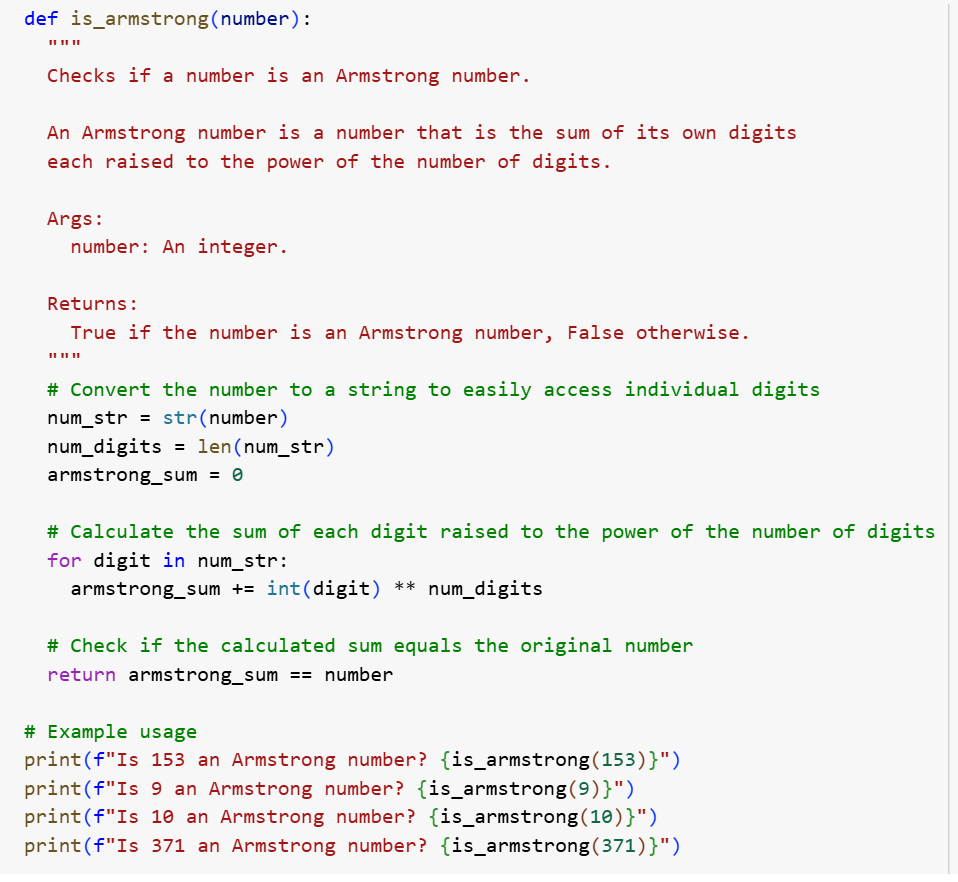 def is_armstrong(number):
  """
  Checks if a number is an Armstrong number.

  An Armstrong number is a number that is the sum of its own digits
  each raised to the power of the number of digits.

  Args:
    number: An integer.

  Returns:
    True if the number is an Armstrong number, False otherwise.
  """
  # Convert the number to a string to easily access individual digits
  num_str = str(number)
  num_digits = len(num_str)
  armstrong_sum = 0

  # Calculate the sum of each digit raised to the power of the number of digits
  for digit in num_str:
    armstrong_sum += int(digit) ** num_digits

  # Check if the calculated sum equals the original number
  return armstrong_sum == number

# Example usage
print(f"Is 153 an Armstrong number? {is_armstrong(153)}")
print(f"Is 9 an Armstrong number? {is_armstrong(9)}")
print(f"Is 10 an Armstrong number? {is_armstrong(10)}")
print(f"Is 371 an Armstrong number? {is_armstrong(371)}")